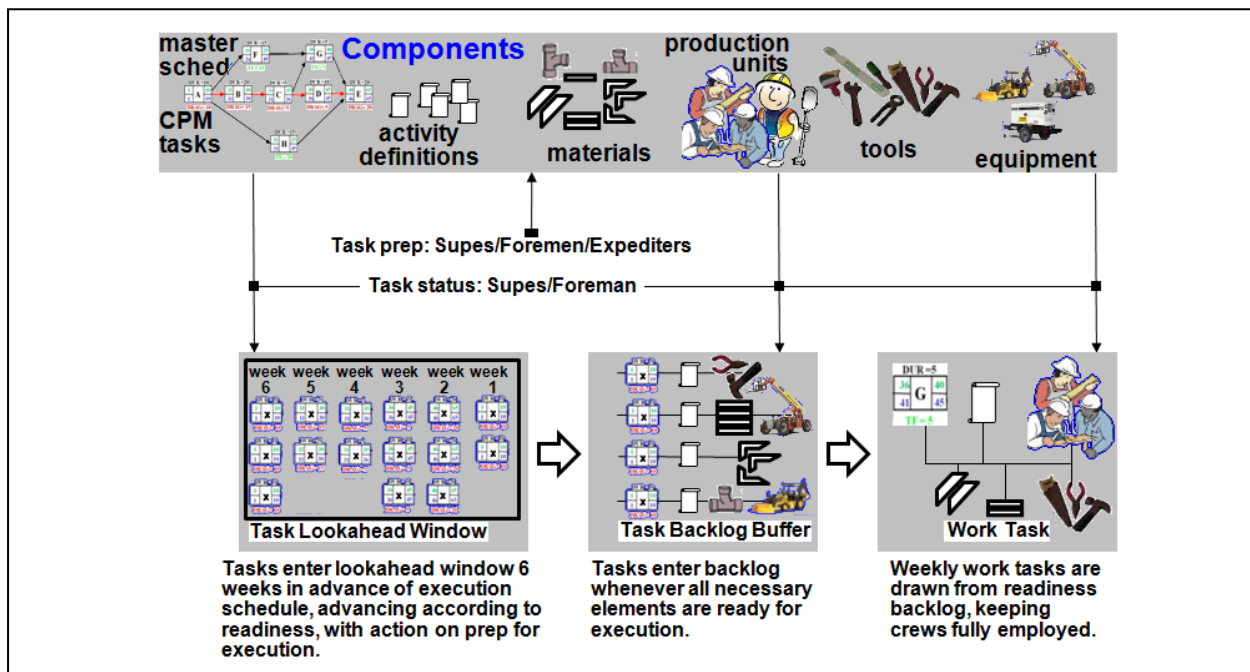 master
sched
CPM
tasks
Components
activity
definitions
materials
production
units
tools
equipment
A
B
C
D
E
F
G
H
Task prep: Supes/Foremen/Expediters
Task status: Supes/Foreman
week week week week week week
6 5 4 3 2 1
x x x x x x
x x x x x x
x x x
Task Lookahead Window
x
x
x
x
Task Backlog Buffer
DUR =5
36 G 40
41 45
TF = 5
Work Task
Tasks enter lookahead window 6
weeks in advance of execution
schedule, advancing according to
readiness, with action on prep for
execution.
Tasks enter backlog
whenever all necessary
elements are ready for
execution.
Weekly work tasks are
drawn from readiness
backlog, keeping
crews fully employed.